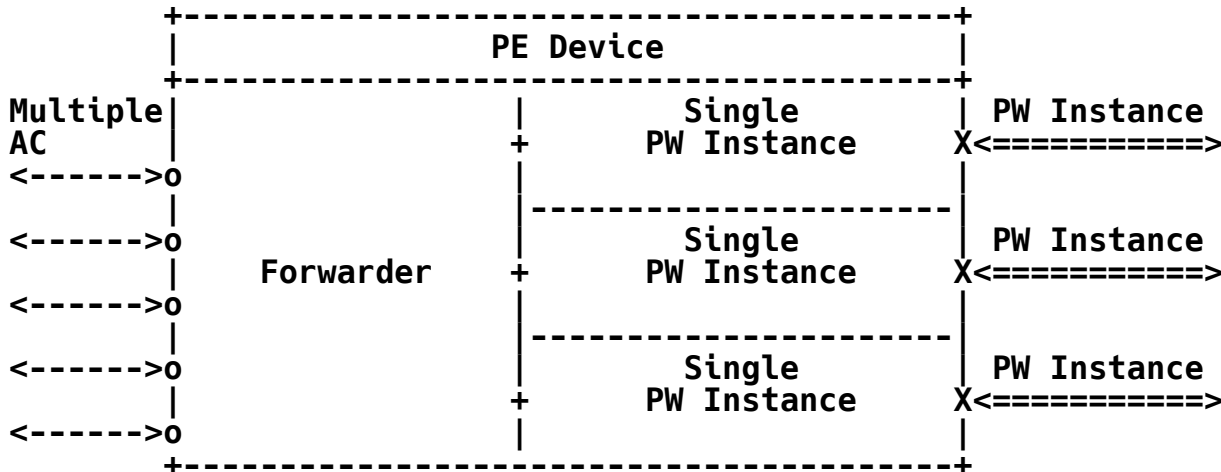 PE Device
Multiple Single PW Instance
AC PW Instance
Single PW Instance
Forwarder PW Instance
Single PW Instance
PW Instance